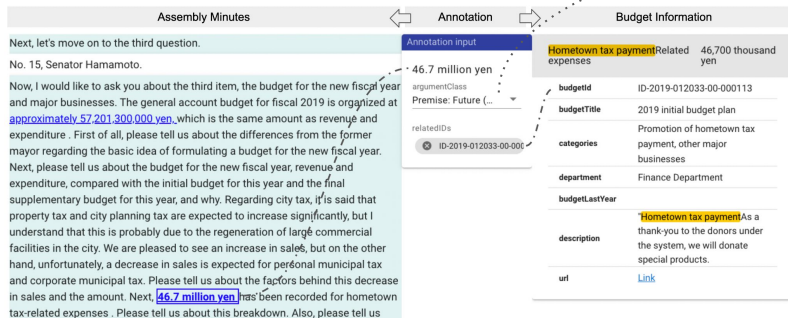 Assembly Minutes
Annotation
Budget Information
Next, let's move on to the third question.
No. 15, Senator Hamamoto.
Now, I would like to ask you about the third item, the budget for the new fiscal year
and major businesses. The general account budget for fiscal 2019 is organized at
approximately 57,201,300,000 yen, which is the same amount as revenue and
expenditure . First of all, please tell us about the differences from the former
mayor regarding the basic idea of formulating a budget for the new fiscal year.
Next, please tell us about the budget for the new fiscal year, revenue and
expenditure, compared with the initial budget for this year and the final
supplementary budget for this year, and why. Regarding city tax, it is said that
property tax and city planning tax are expected to increase significantly, but I
understand that this is probably due to the regeneration of large commercial
facilities in the city. We are pleased to see an increase in sales, but on the other
hand, unfortunately, a decrease in sales is expected for personal municipal tax
and corporate municipal tax. Please tell us about the factors behind this decrease
in sales and the amount. Next, 46.7 million yen has been recorded for hometown
tax-related expenses . Please tell us about this breakdown. Also, please tell us
Annotation input
46.7 million yen
argumentClass
Premise: Future (...
relatedIDs
ID-2019-012033-00-000
Hometown tax paymentRelated expenses 46,700 thousand yen
budgetId ID-2019-012033-00-000113
budgetTitle 2019 initial budget plan
categories Promotion of hometown tax
payment, other major
businesses
department Finance Department
budgetLastYear
description "Hometown tax paymentAs a
thank-you to the donors under
the system, we will donate
special products.
url Link